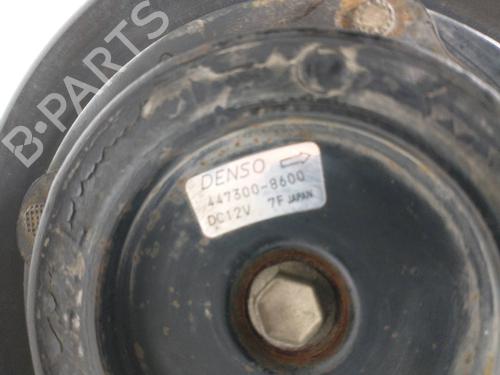 B-PARTS
DENSO
447300-8600
DC12V 7F JAPAN